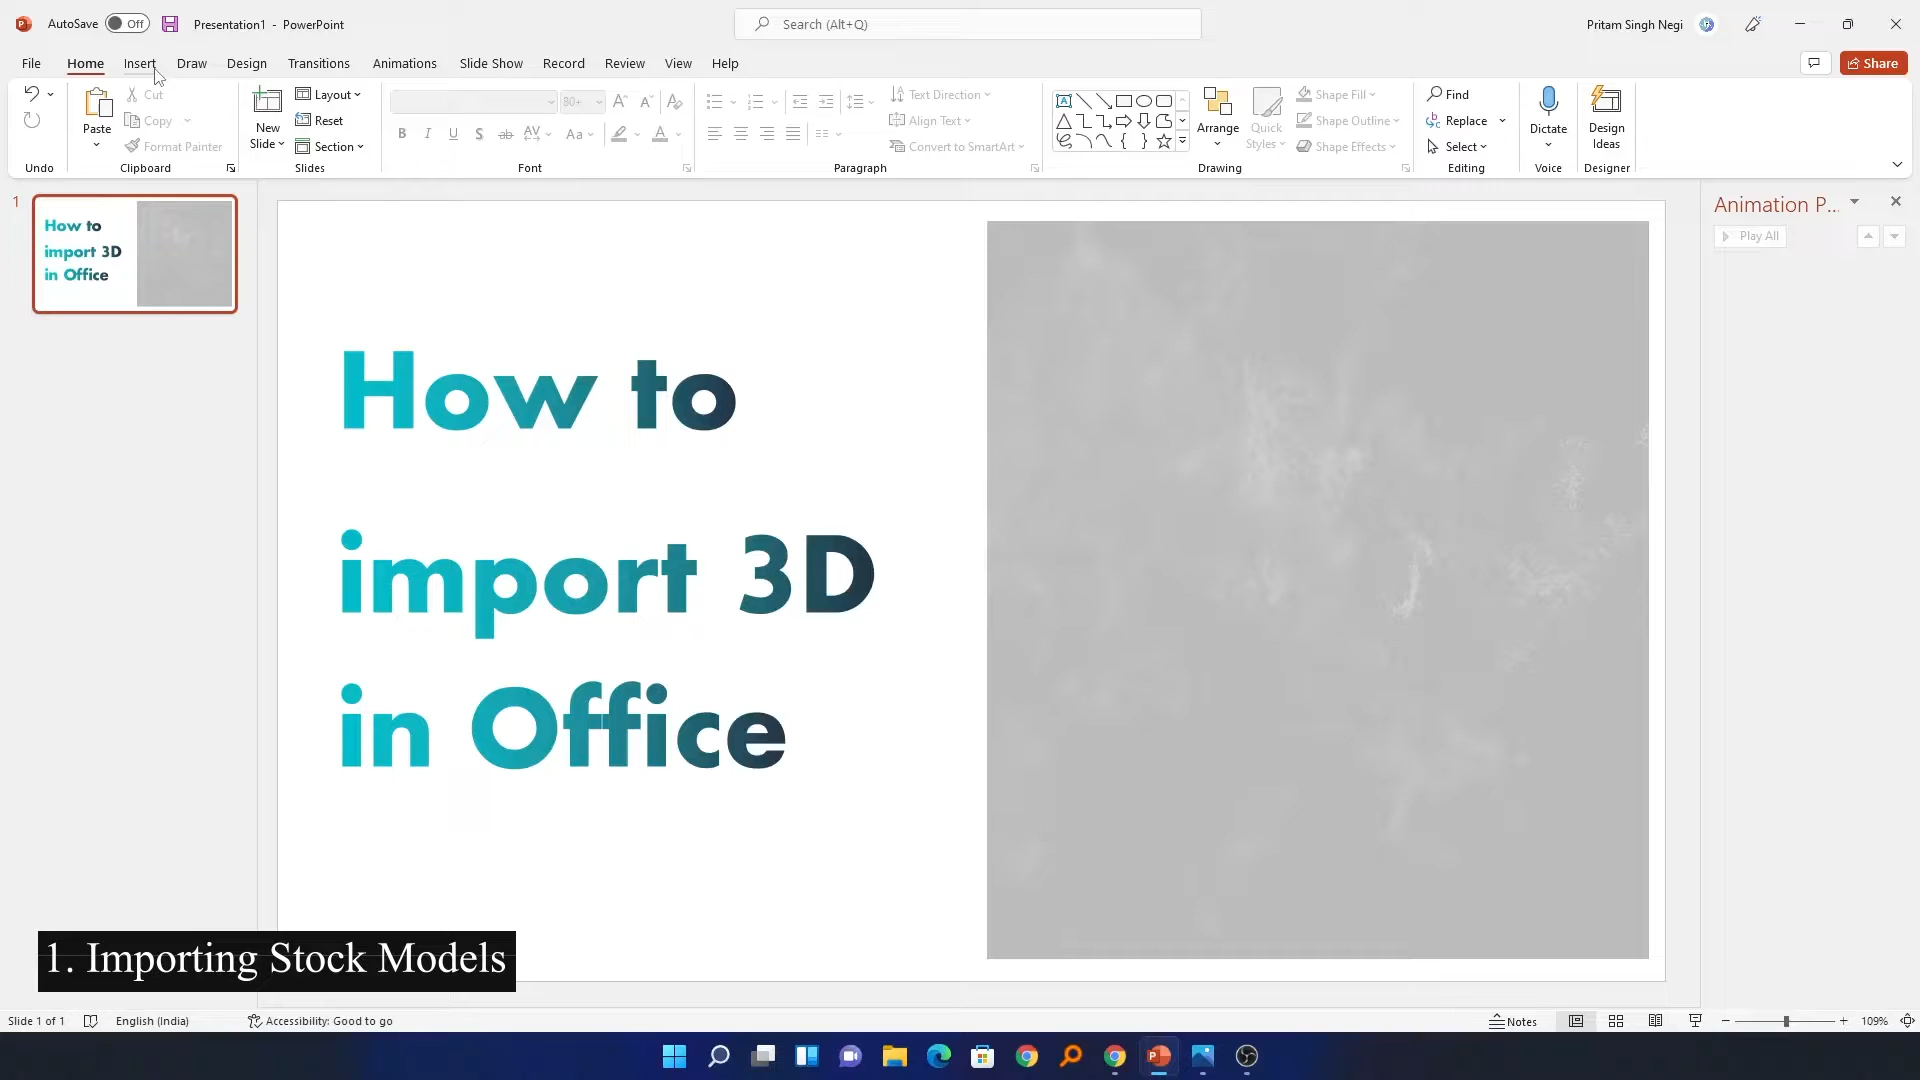 AutoSave Off Presentation1 - PowerPoint Search (Alt+Q) Pritam Singh Negi
File Home Insert Draw Design Transitions Animations Slide Show Record Review View Help Share
Cut
Copy
Format Painter
Paste
New
Slide
Layout
Reset
Section
80+
B I U S ab AV Aa A
Text Direction
Align Text
Convert to SmartArt
Arrange
Quick
Styles
Shape Fill
Shape Outline
Shape Effects
Find
Replace
Select
Dictate
Design
Ideas
Undo Clipboard Slides Font Paragraph Drawing Editing Voice Designer
1
How to
import 3D
in Office
How to
import 3D
in Office
Animation P...
Play All
1. Importing Stock Models
Slide 1 of 1 English (India) Accessibility: Good to go Notes 109%